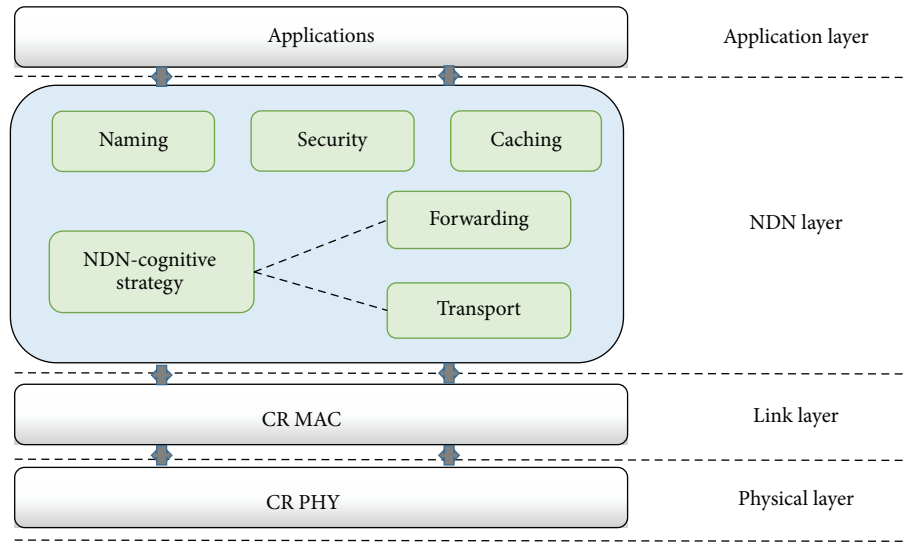 Applications
Application layer
Naming
Security
Caching
Forwarding
NDN layer
NDN-cognitive
strategy
Transport
CR MAC
Link layer
CR PHY
Physical layer